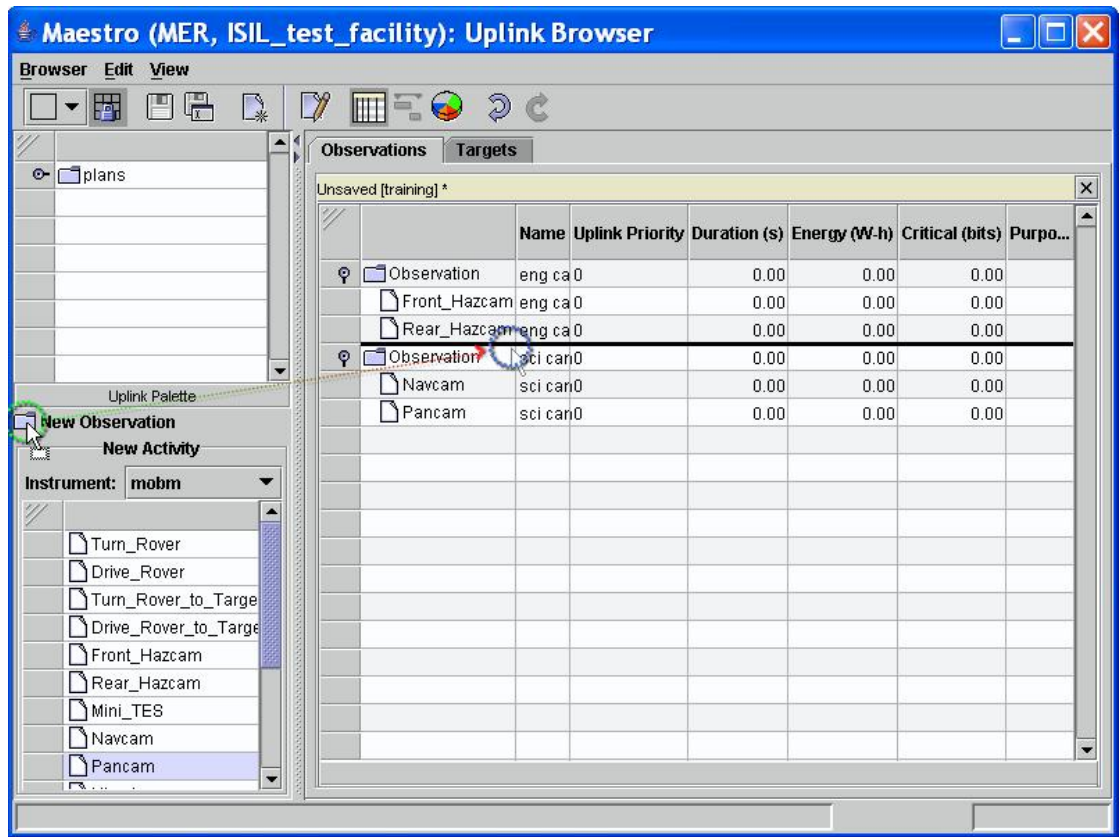 Maestro (MER, ISIL_test_facility): Uplink Browser
Browser Edit View
plans
Uplink Palette
New Observation
New Activity
Instrument: mobm
Turn_Rover
Drive_Rover
Turn_Rover_to_Targe
Drive_Rover_to_Targe
Front_Hazcam
Rear_Hazcam
Mini_TES
Navcam
Pancam
Observations Targets
Unsaved [training] *
Name Uplink Priority Duration (s) Energy (W-h) Critical (bits) Purpo...
Observation eng ca 0 0.00 0.00 0.00
Front_Hazcam eng ca 0 0.00 0.00 0.00
Rear_Hazcam eng ca 0 0.00 0.00 0.00
Observation sci can 0 0.00 0.00 0.00
Navcam sci can 0 0.00 0.00 0.00
Pancam sci can 0 0.00 0.00 0.00